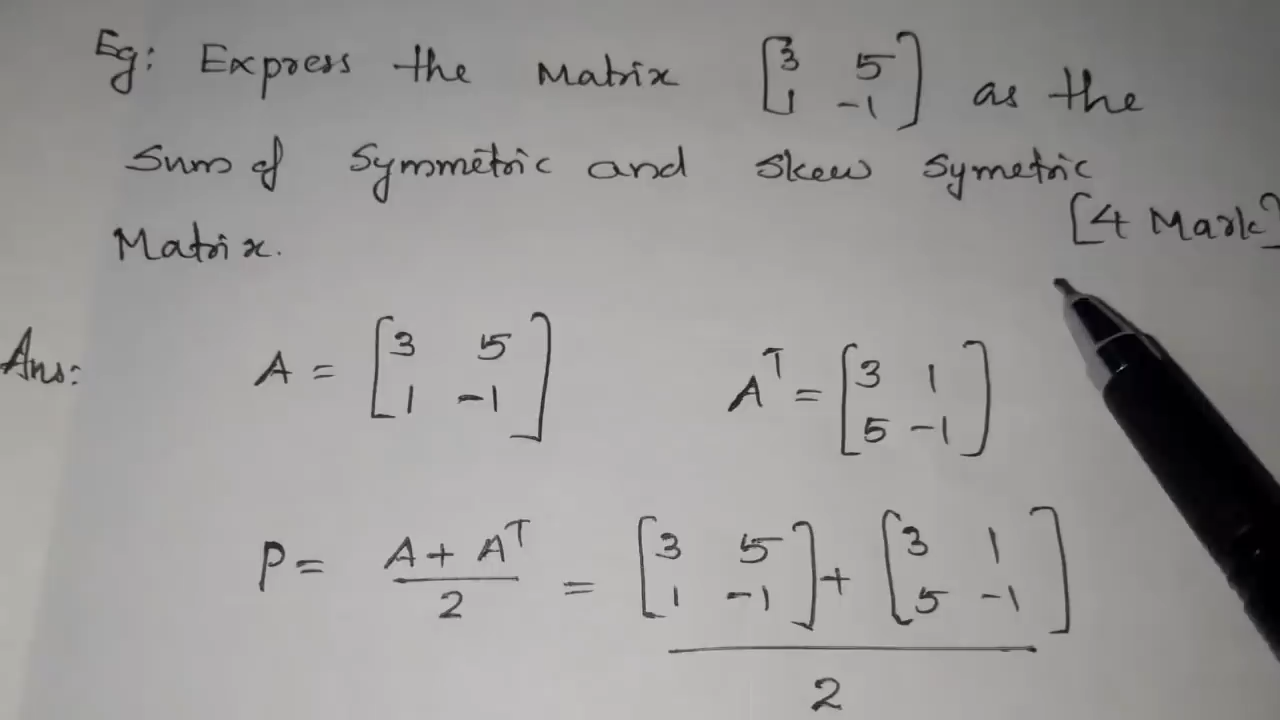 Eg: Express the Matrix [3 5; 1 -1] as the
Sum of Symmetric and Skew Symetric
[4 Mark]
Matrix.
Ans: A = [3 5; 1 -1] A^T = [3 1; 5 -1]
P = (A + A^T)/2 = ([3 5; 1 -1] + [3 1; 5 -1])/2